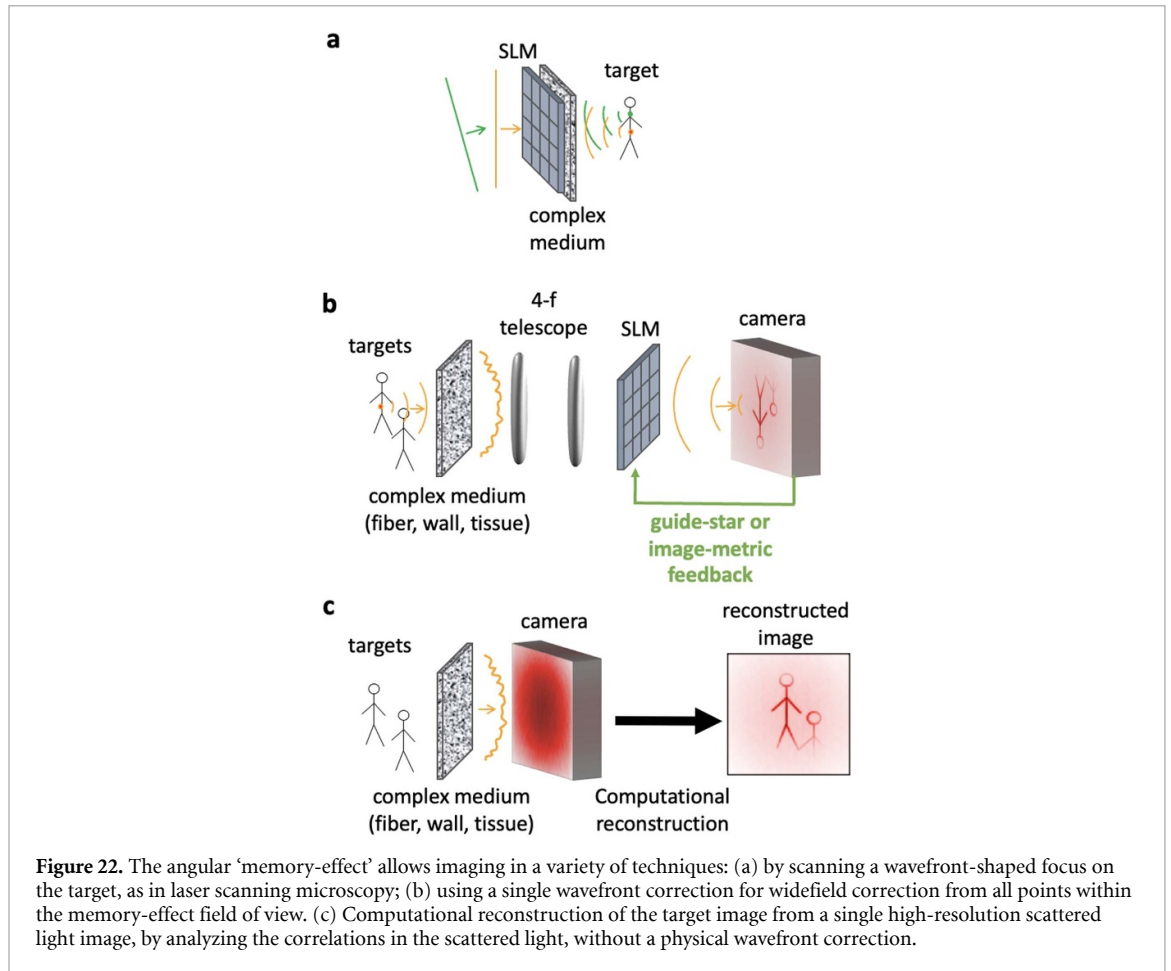 a
SLM
target
complex
medium
b
4-f
telescope
SLM
camera
targets
complex medium
(fiber, wall, tissue)
guide-star or
image-metric
feedback
c
camera
reconstructed
image
targets
complex medium
(fiber, wall, tissue)
Computational
reconstruction
Figure 22. The angular ‘memory-effect’ allows imaging in a variety of techniques: (a) by scanning a wavefront-shaped focus on
the target, as in laser scanning microscopy; (b) using a single wavefront correction for widefield correction from all points within
the memory-effect field of view. (c) Computational reconstruction of the target image from a single high-resolution scattered
light image, by analyzing the correlations in the scattered light, without a physical wavefront correction.